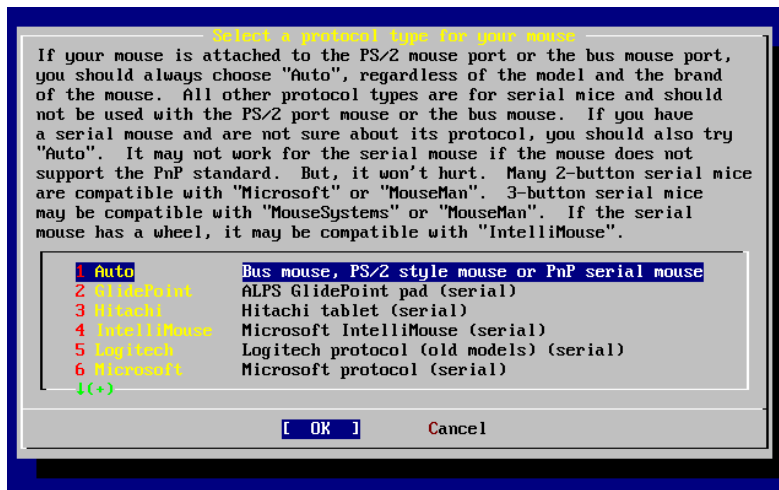 Select a protocol type for your mouse
If your mouse is attached to the PS/2 mouse port or the bus mouse port,
you should always choose "Auto", regardless of the model and the brand
of the mouse.  All other protocol types are for serial mice and should
not be used with the PS/2 port mouse or the bus mouse.  If you have
a serial mouse and are not sure about its protocol, you should also try
"Auto".  It may not work for the serial mouse if the mouse does not
support the PnP standard.  But, it won't hurt.  Many 2-button serial mice
are compatible with "Microsoft" or "MouseMan".  3-button serial mice
may be compatible with "MouseSystems" or "MouseMan".  If the serial
mouse has a wheel, it may be compatible with "IntelliMouse".
1 Auto Bus mouse, PS/2 style mouse or PnP serial mouse
2 GlidePoint ALPS GlidePoint pad (serial)
3 Hitachi Hitachi tablet (serial)
4 IntelliMouse Microsoft IntelliMouse (serial)
5 Logitech Logitech protocol (old models) (serial)
6 Microsoft Microsoft protocol (serial)
↓(+)
[ OK ] Cancel